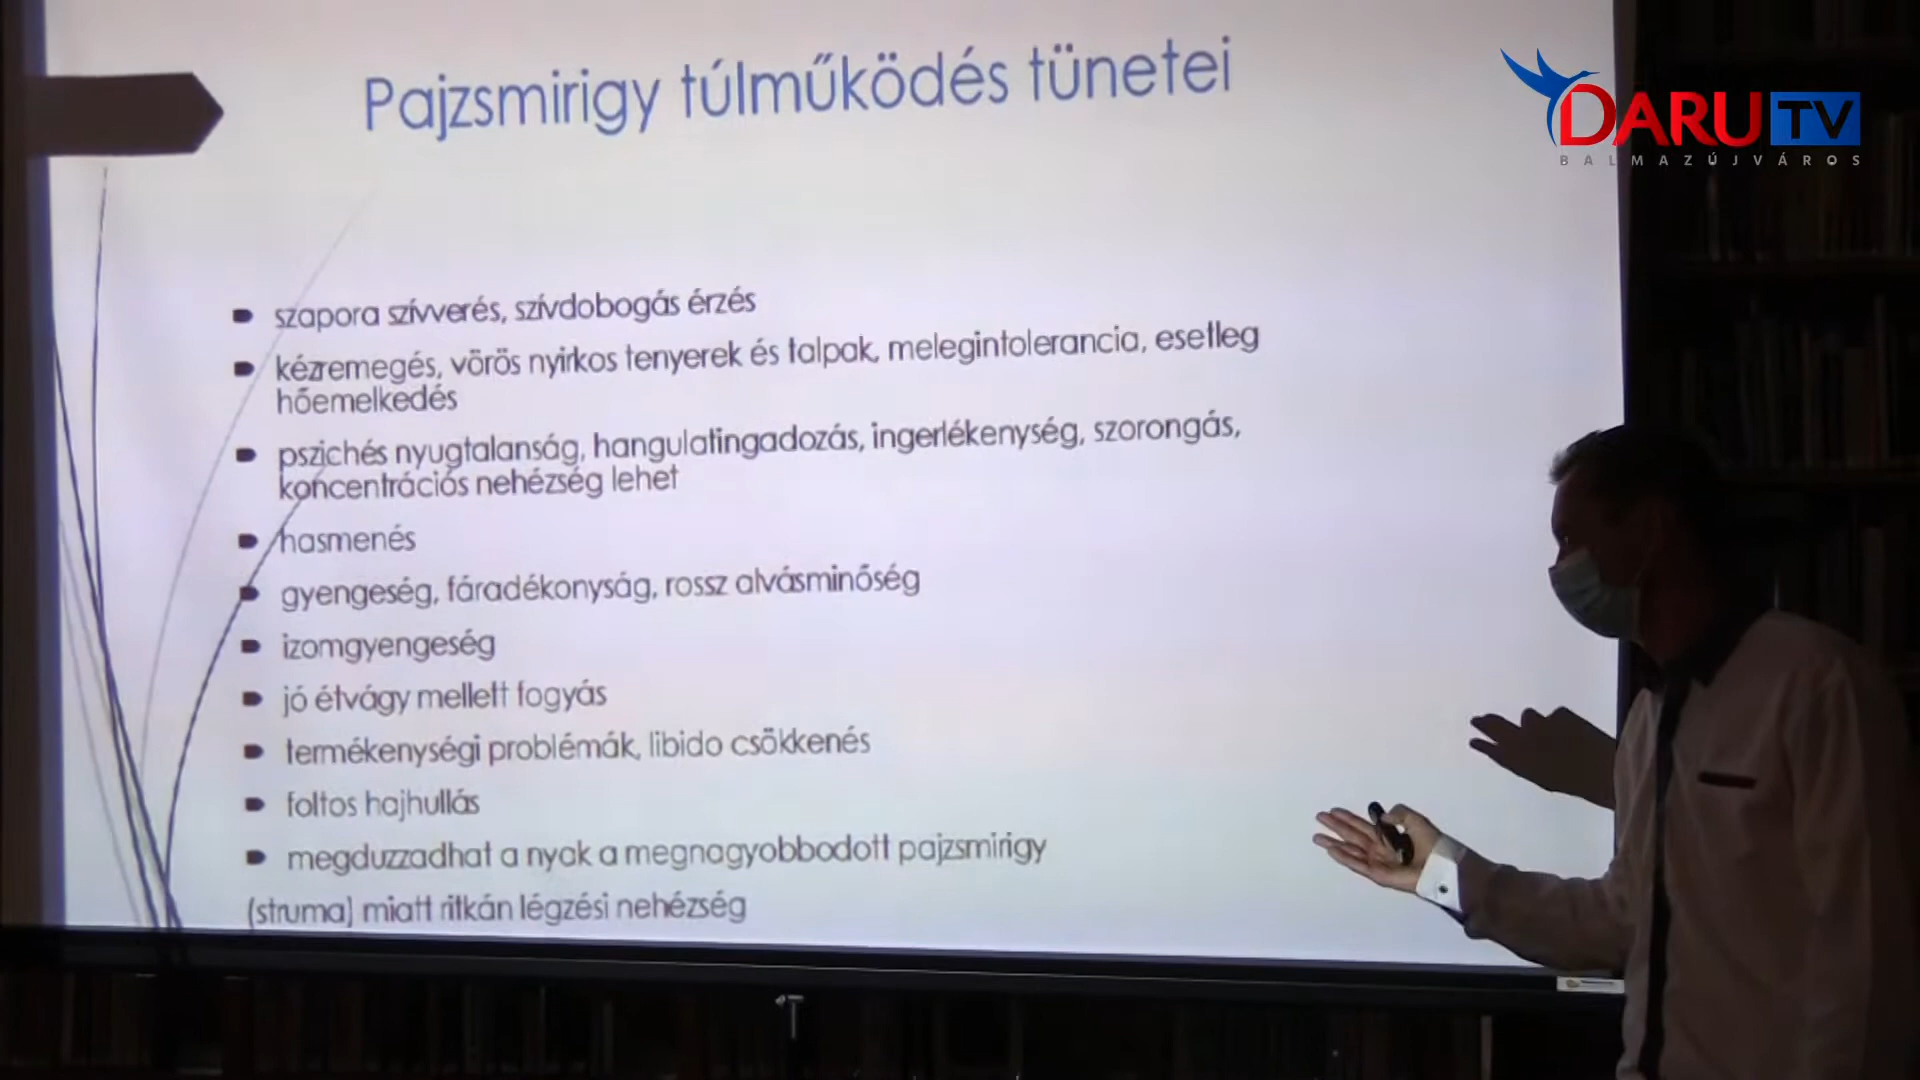 Pajzsmirigy túlműködés tünetei
DARU TV
BALMAZÚJVÁROS
szapora szívverés, szívdobogás érzés
kézremegés, vörös nyirkos tenyerek és talpak, melegintolerancia, esetleg
hőemelkedés
pszichés nyugtalanság, hangulatingadozás, ingerlékenység, szorongás,
koncentrációs nehézség lehet
hasmenés
gyengeség, fáradékonyság, rossz alvásminőség
izomgyengeség
jó étvágy mellett fogyás
termékenységi problémák, libido csökkenés
foltos hajhullás
megduzzadhat a nyak a megnagyobbodott pajzsmirigy
(struma) miatt ritkán légzési nehézség